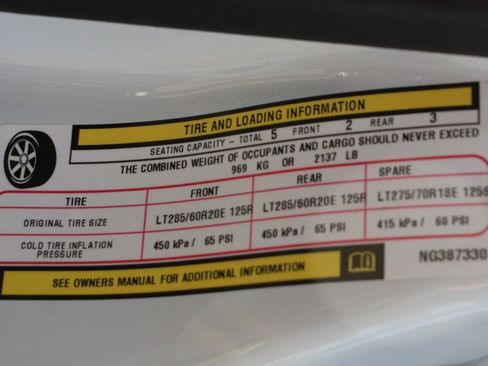 TIRE AND LOADING INFORMATION
SEATING CAPACITY – TOTAL 5 FRONT 2 REAR 3
THE COMBINED WEIGHT OF OCCUPANTS AND CARGO SHOULD NEVER EXCEED
969 KG OR 2137 LB
TIRE FRONT REAR SPARE
ORIGINAL TIRE SIZE LT285/60R20E 125R LT285/60R20E 125R LT275/70R18E 125S
COLD TIRE INFLATION PRESSURE 450 kPa / 65 PSI 450 kPa / 65 PSI 415 kPa / 60 PSI
SEE OWNERS MANUAL FOR ADDITIONAL INFORMATION
NG387330